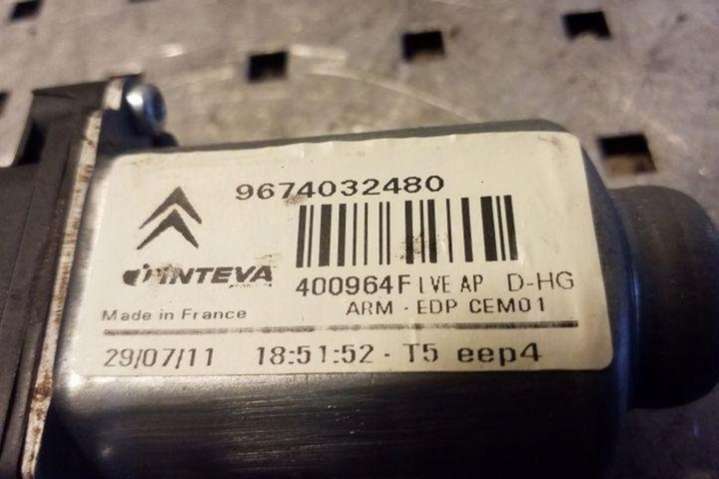 9674032480
INTEVA
400964F LVE AP D-HG
ARM - EDP CEM01
Made in France
29/07/11 18:51:52 - T5 eep4